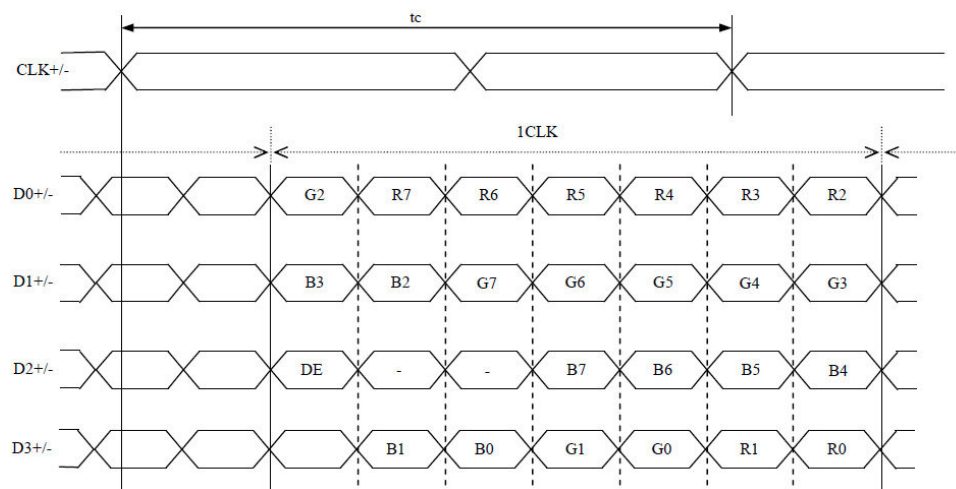 tc
CLK+/-
1CLK
D0+/- G2 R7 R6 R5 R4 R3 R2
D1+/- B3 B2 G7 G6 G5 G4 G3
D2+/- DE - - B7 B6 B5 B4
D3+/- B1 B0 G1 G0 R1 R0